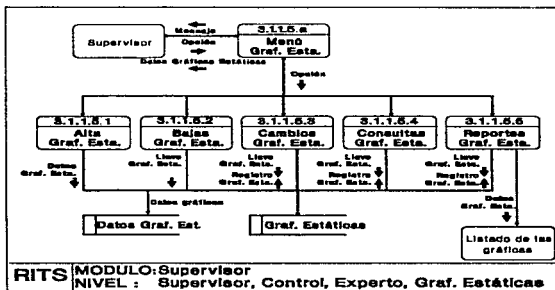 Supervisor
Mensaje
Opción
Datos Gráficos Estáticos
3.1.1.5.a
Menú
Graf. Esta.
Opción
3.1.1.5.1
Alta
Graf. Esta.
3.1.1.5.2
Bajas
Graf. Esta.
3.1.1.5.3
Cambios
Graf. Esta.
3.1.1.5.4
Consultas
Graf. Esta.
3.1.1.5.5
Reportes
Graf. Esta.
Datos
Graf. Esta.
Llave
Graf. Esta.
Llave
Graf. Esta.
Registro
Graf. Esta.
Llave
Graf. Esta.
Registro
Graf. Esta.
Llave
Graf. Esta.
Registro
Graf. Esta.
Datos
Graf. Esta.
Datos gráficos
Datos Graf. Est.
Graf. Estáticas
Listado de las
gráficas
RITS
MODULO: Supervisor
NIVEL : Supervisor, Control, Experto, Graf. Estáticas